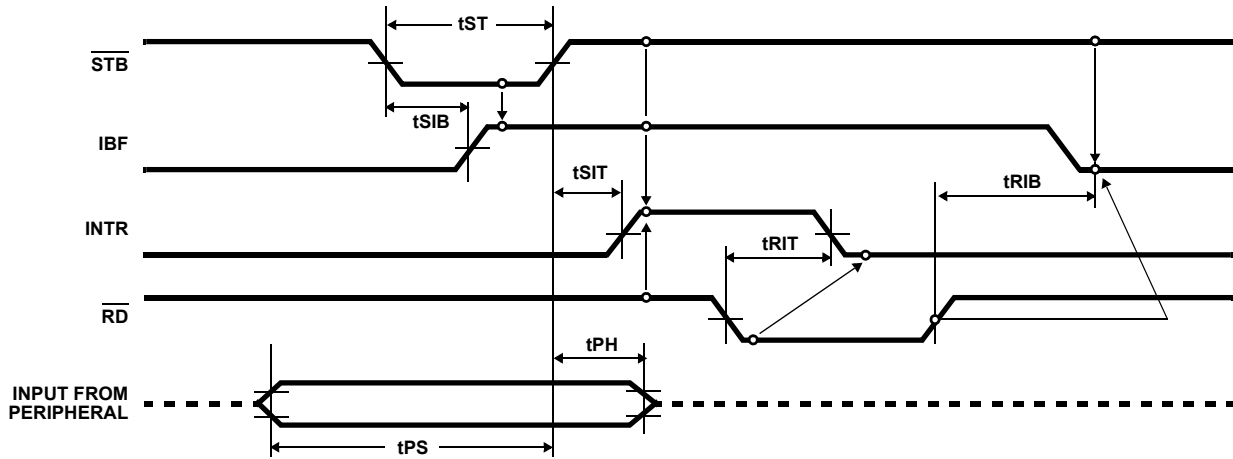 tST
STB
tSIB
IBF
tSIT
tRIB
INTR
tRIT
RD
tPH
INPUT FROM
PERIPHERAL
tPS